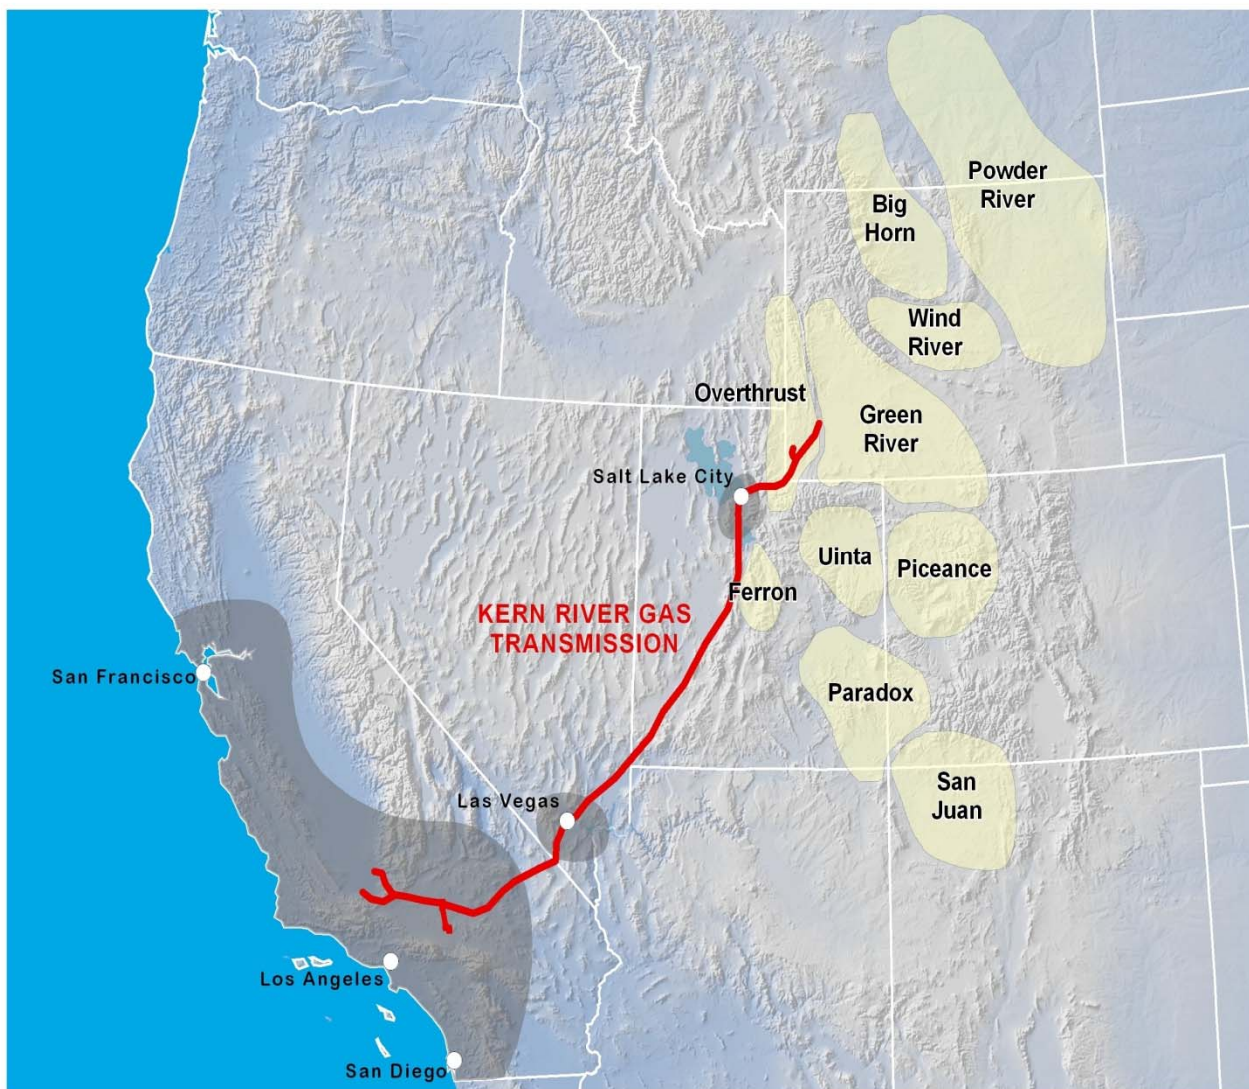 Powder
River
Big
Horn
Wind
River
Overthrust
Green
River
Salt Lake City
Uinta
Piceance
Ferron
KERN RIVER GAS
TRANSMISSION
San Francisco
Paradox
Las Vegas
San
Juan
Los Angeles
San Diego